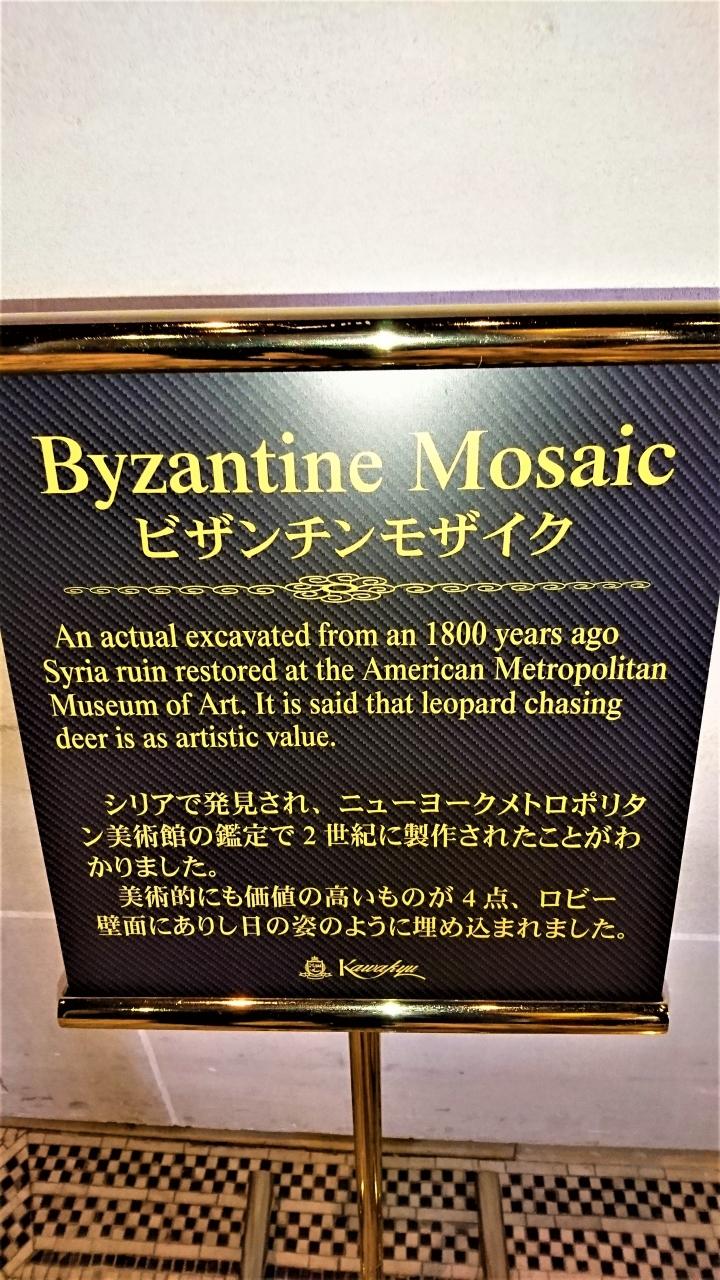 Byzantine Mosaic
ビザンチンモザイク
An actual excavated from an 1800 years ago
Syria ruin restored at the American Metropolitan
Museum of Art. It is said that leopard chasing
deer is as artistic value.
シリアで発見され、ニューヨークメトロポリタ
ン美術館の鑑定で2世紀に製作されたことがわ
かりました。
美術的にも価値の高いものが4点、ロビー
壁面にありし日の姿のように埋め込まれました。
Kawakyu